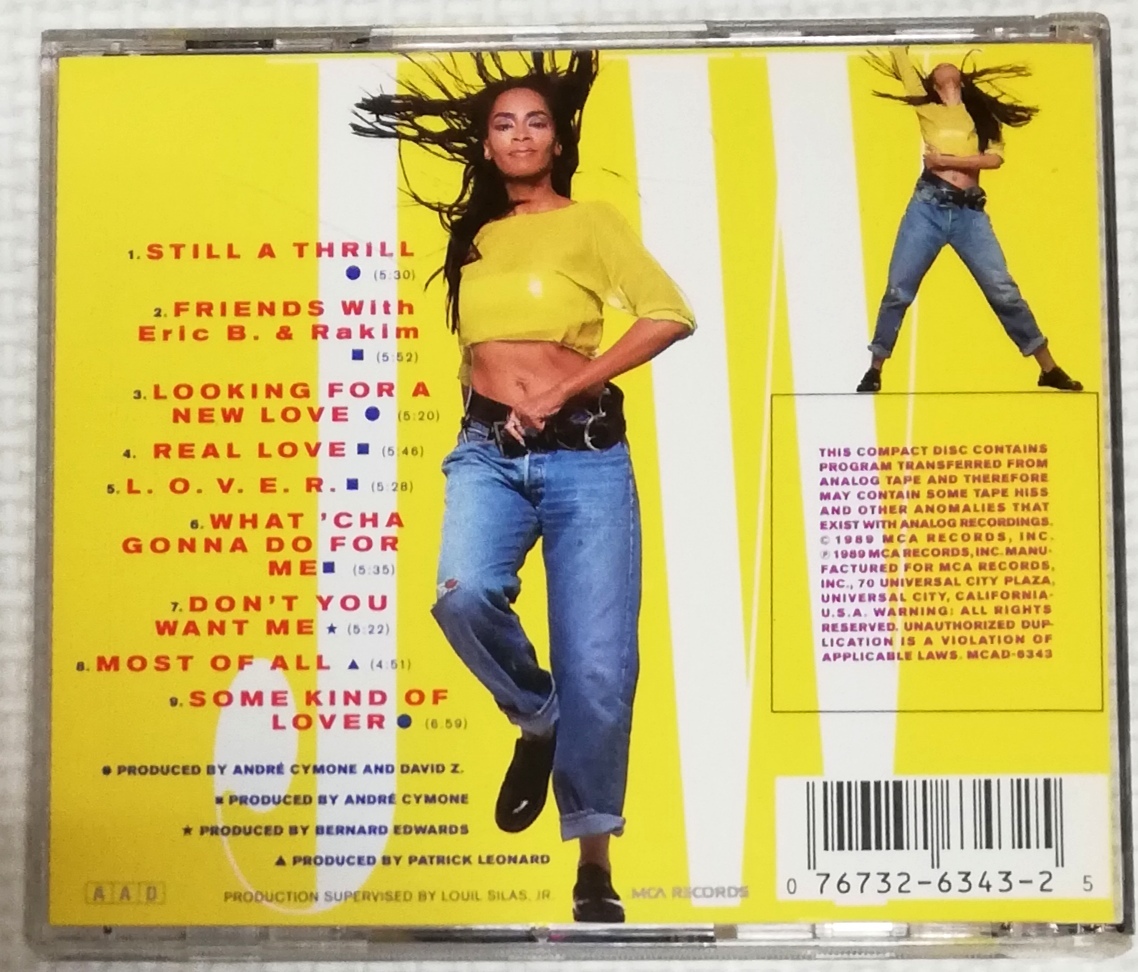 1. STILL A THRILL
● (5:30)
2. FRIENDS With
Eric B. & Rakim
■ (5:52)
3. LOOKING FOR A
NEW LOVE ● (5:20)
4. REAL LOVE ■ (5:46)
5. L. O. V. E. R. ■ (5:28)
6. WHAT 'CHA
GONNA DO FOR
ME ■ (5:35)
7. DON'T YOU
WANT ME ★ (5:22)
8. MOST OF ALL ▲ (4:51)
9. SOME KIND OF
LOVER ● (6:59)
● PRODUCED BY ANDRÉ CYMONE AND DAVID Z.
■ PRODUCED BY ANDRÉ CYMONE
★ PRODUCED BY BERNARD EDWARDS
▲ PRODUCED BY PATRICK LEONARD
AAD
PRODUCTION SUPERVISED BY LOUIL SILAS, JR.
MCA RECORDS
JW
THIS COMPACT DISC CONTAINS
PROGRAM TRANSFERRED FROM
ANALOG TAPE AND THEREFORE
MAY CONTAIN SOME TAPE HISS
AND OTHER ANOMALIES THAT
EXIST WITH ANALOG RECORDINGS.
© 1989 MCA RECORDS, INC.
℗ 1989 MCA RECORDS, INC. MANU-
FACTURED FOR MCA RECORDS,
INC., 70 UNIVERSAL CITY PLAZA,
UNIVERSAL CITY, CALIFORNIA-
U.S.A. WARNING: ALL RIGHTS
RESERVED. UNAUTHORIZED DUP-
LICATION IS A VIOLATION OF
APPLICABLE LAWS. MCAD-6343
0 76732-6343-2 5